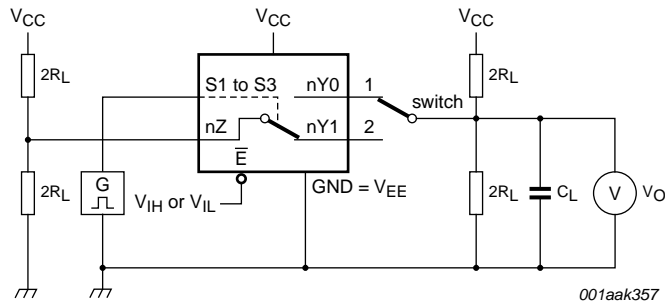 VCC
VCC
VCC
2RL
S1 to S3
nY0
1
2RL
switch
nZ
nY1
2
E
2RL
G
VIH or VIL
GND = VEE
2RL
CL
V
VO
001aak357